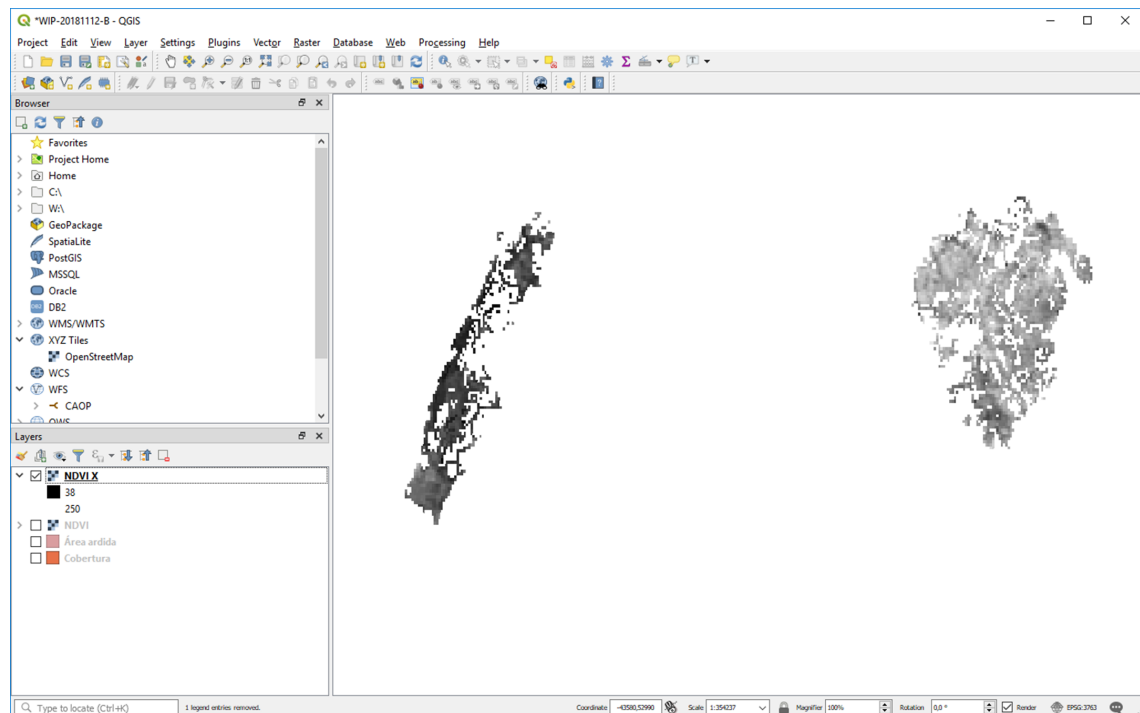 *WIP-20181112-B - QGIS
Project Edit View Layer Settings Plugins Vector Raster Database Web Processing Help
Browser
Favorites
Project Home
Home
C:\
W:\
GeoPackage
SpatiaLite
PostGIS
MSSQL
Oracle
DB2
WMS/WMTS
XYZ Tiles
OpenStreetMap
WCS
WFS
CAOP
OWS
Layers
NDVI X
38
250
NDVI
Área ardida
Cobertura
Type to locate (Ctrl+K) 1 legend entries removed. Coordinate -43580,52990 Scale 1:354237 Magnifier 100% Rotation 0,0 ° Render EPSG:3763